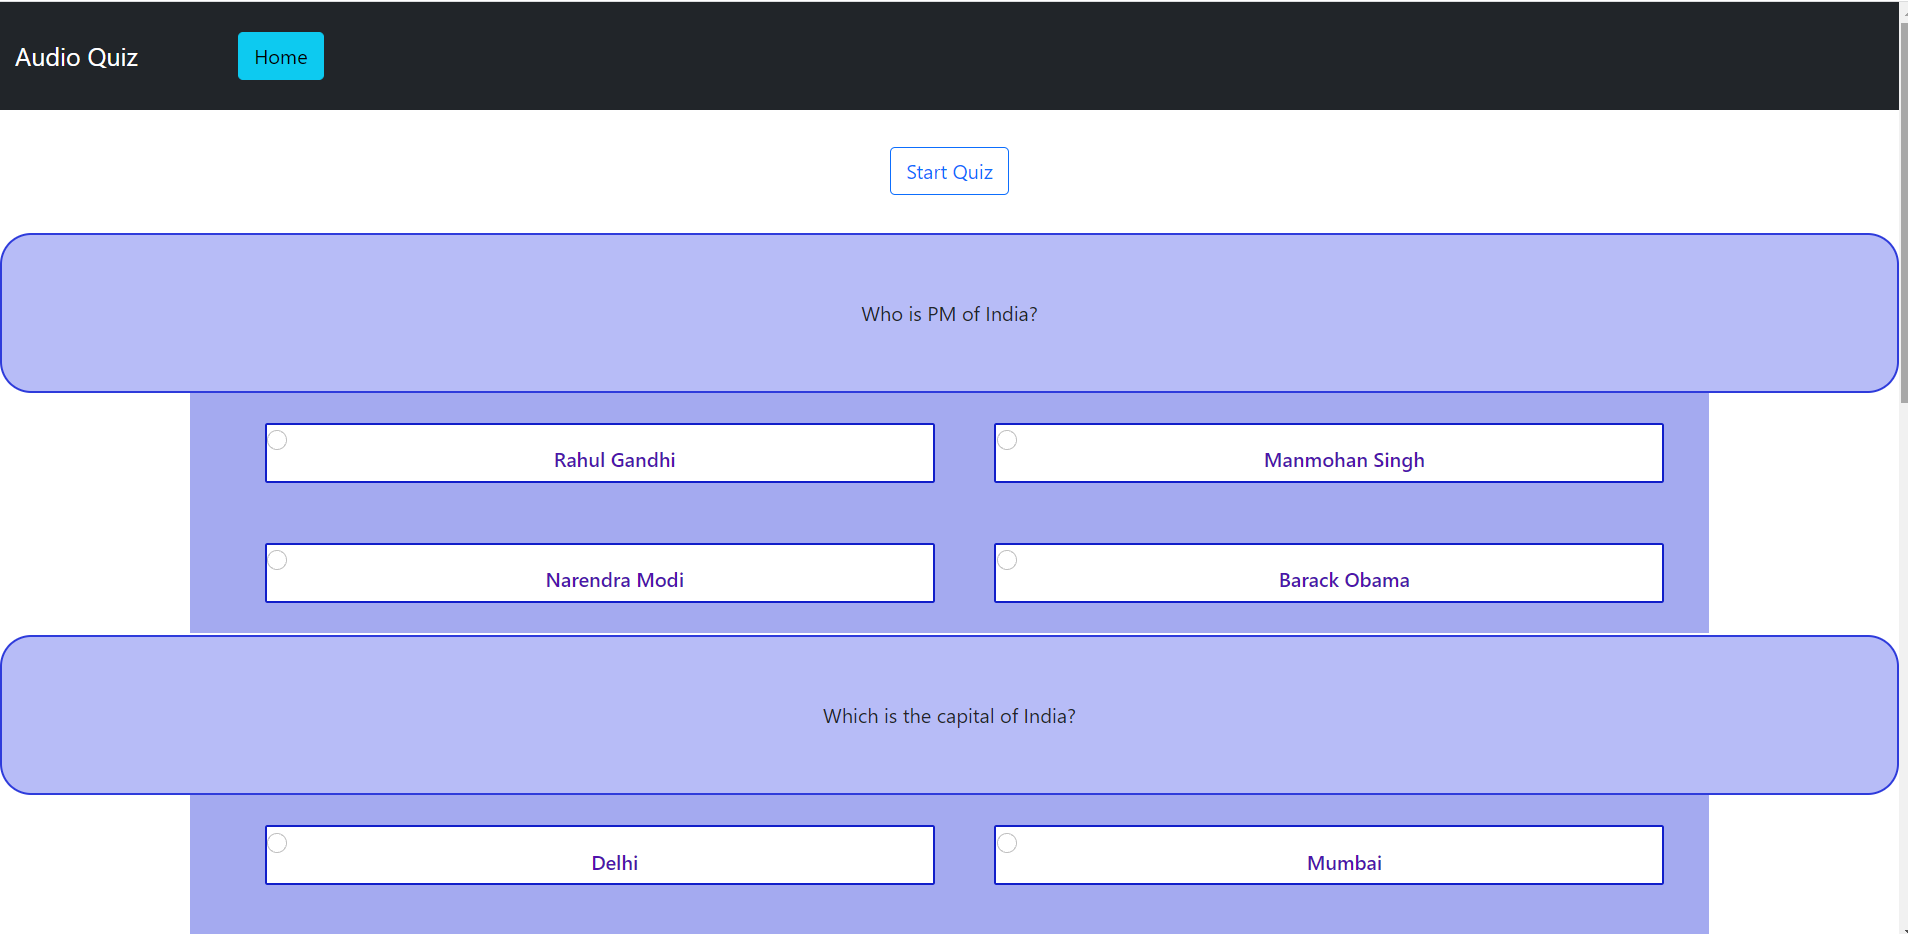 Audio Quiz
Home
Start Quiz
Who is PM of India?
Rahul Gandhi
Manmohan Singh
Narendra Modi
Barack Obama
Which is the capital of India?
Delhi
Mumbai